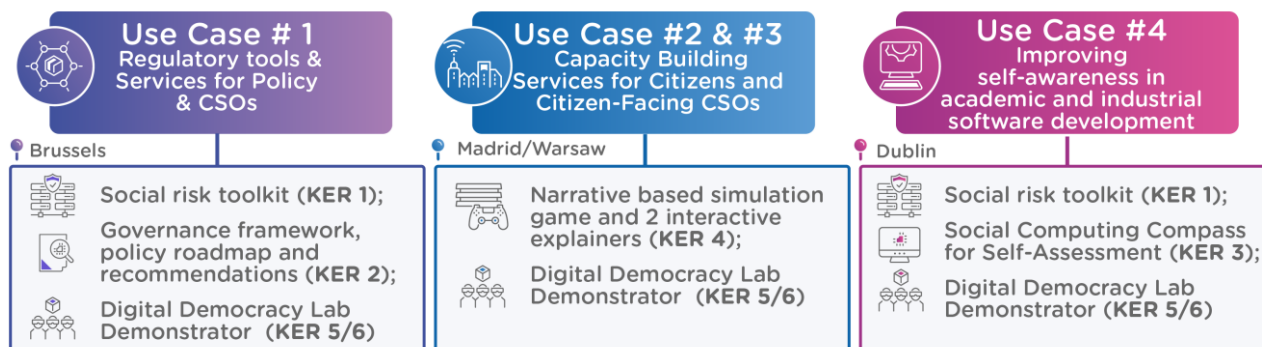 Use Case # 1
Regulatory tools &
Services for Policy
& CSOs
Brussels
Social risk toolkit (KER 1);
Governance framework,
policy roadmap and
recommendations (KER 2);
Digital Democracy Lab
Demonstrator (KER 5/6)
Use Case #2 & #3
Capacity Building
Services for Citizens and
Citizen-Facing CSOs
Madrid/Warsaw
Narrative based simulation
game and 2 interactive
explainers (KER 4);
Digital Democracy Lab
Demonstrator (KER 5/6)
Use Case #4
Improving
self-awareness in
academic and industrial
software development
Dublin
Social risk toolkit (KER 1);
Social Computing Compass
for Self-Assessment (KER 3);
Digital Democracy Lab
Demonstrator (KER 5/6)